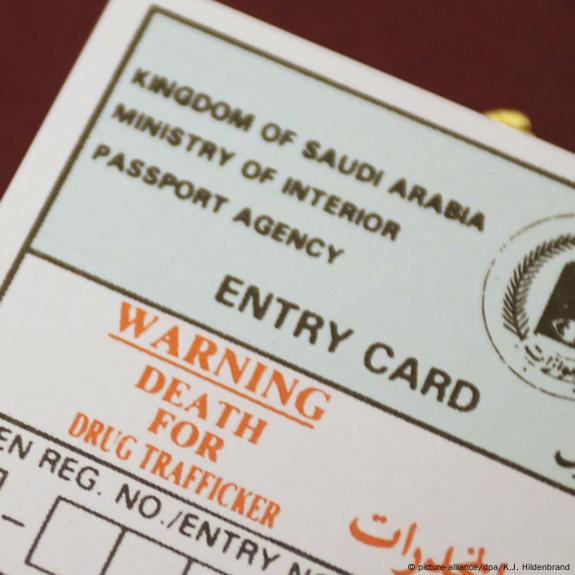 KINGDOM OF SAUDI ARABIA
MINISTRY OF INTERIOR
PASSPORT AGENCY
ENTRY CARD
WARNING
DEATH
FOR
DRUG TRAFFICKER
EN REG. NO./ENTRY N
© picture-alliance/dpa/K.J. Hildenbrand